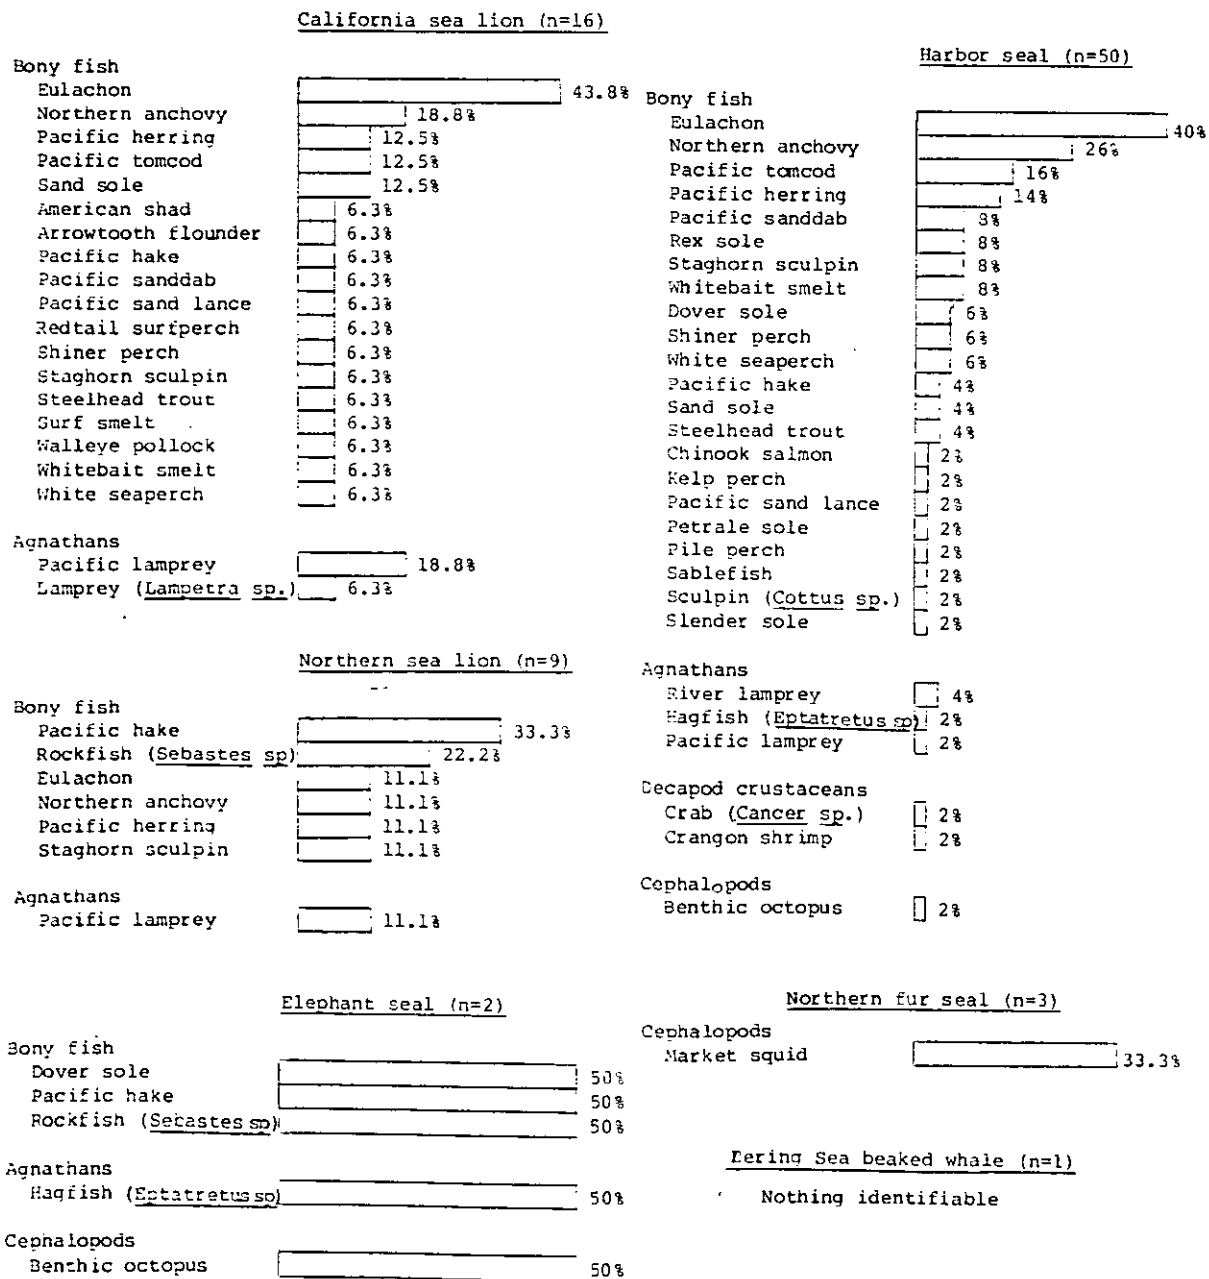 California sea lion (n=16)
Bony fish
Eulachon 43.8%
Northern anchovy 18.8%
Pacific herring 12.5%
Pacific tomcod 12.5%
Sand sole 12.5%
American shad 6.3%
Arrowtooth flounder 6.3%
Pacific hake 6.3%
Pacific sanddab 6.3%
Pacific sand lance 6.3%
Redtail surfperch 6.3%
Shiner perch 6.3%
Staghorn sculpin 6.3%
Steelhead trout 6.3%
Surf smelt 6.3%
Walleye pollock 6.3%
Whitebait smelt 6.3%
White seaperch 6.3%
Agnathans
Pacific lamprey 18.8%
Lamprey (Lampetra sp.) 6.3%
Northern sea lion (n=9)
Bony fish
Pacific hake 33.3%
Rockfish (Sebastes sp) 22.2%
Eulachon 11.1%
Northern anchovy 11.1%
Pacific herring 11.1%
Staghorn sculpin 11.1%
Agnathans
Pacific lamprey 11.1%
Elephant seal (n=2)
Bony fish
Dover sole 50%
Pacific hake 50%
Rockfish (Sebastes sp) 50%
Agnathans
Hagfish (Eptatretus sp) 50%
Cephalopods
Benthic octopus 50%
Harbor seal (n=50)
Bony fish
Eulachon 40%
Northern anchovy 26%
Pacific tomcod 16%
Pacific herring 14%
Pacific sanddab 8%
Rex sole 8%
Staghorn sculpin 8%
Whitebait smelt 8%
Dover sole 6%
Shiner perch 6%
White seaperch 6%
Pacific hake 4%
Sand sole 4%
Steelhead trout 4%
Chinook salmon 2%
Kelp perch 2%
Pacific sand lance 2%
Petrale sole 2%
Pile perch 2%
Sablefish 2%
Sculpin (Cottus sp.) 2%
Slender sole 2%
Agnathans
River lamprey 4%
Hagfish (Eptatretus sp) 2%
Pacific lamprey 2%
Decapod crustaceans
Crab (Cancer sp.) 2%
Crangon shrimp 2%
Cephalopods
Benthic octopus 2%
Northern fur seal (n=3)
Cephalopods
Market squid 33.3%
Bering Sea beaked whale (n=1)
Nothing identifiable